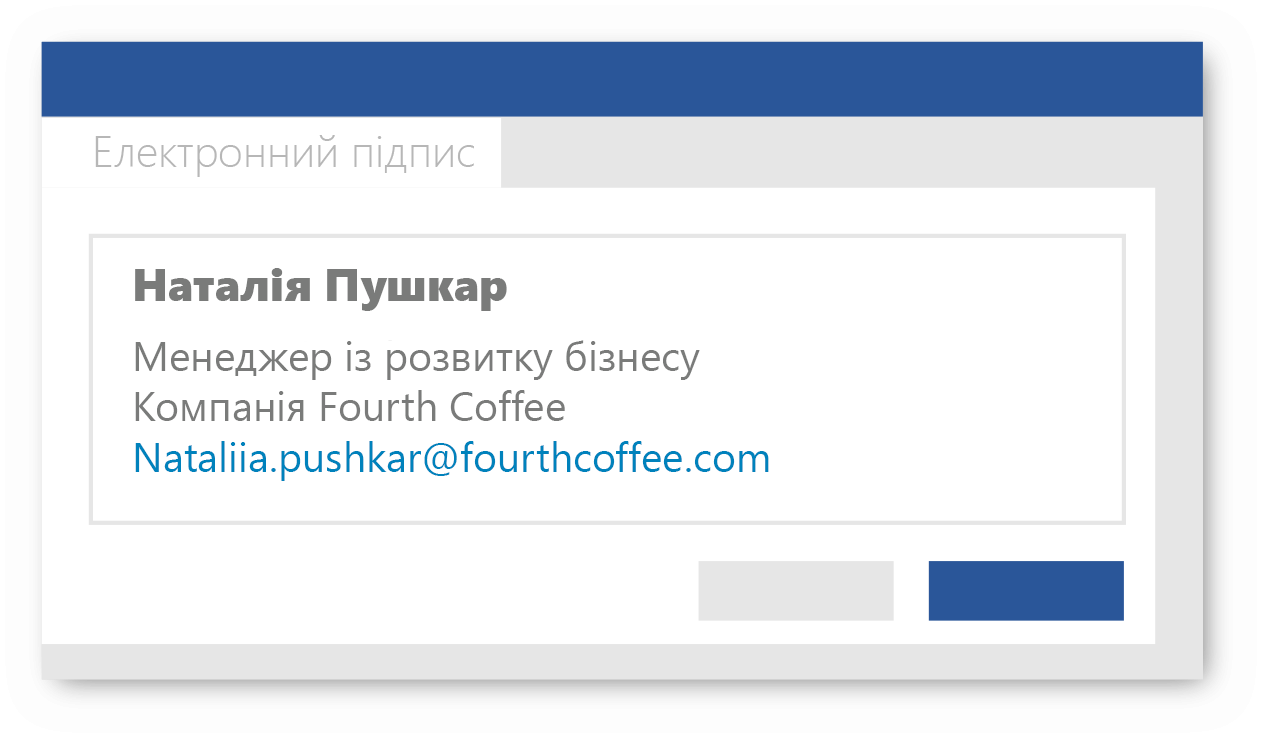 Електронний підпис
Наталія Пушкар
Менеджер із розвитку бізнесу
Компанія Fourth Coffee
Nataliia.pushkar@fourthcoffee.com